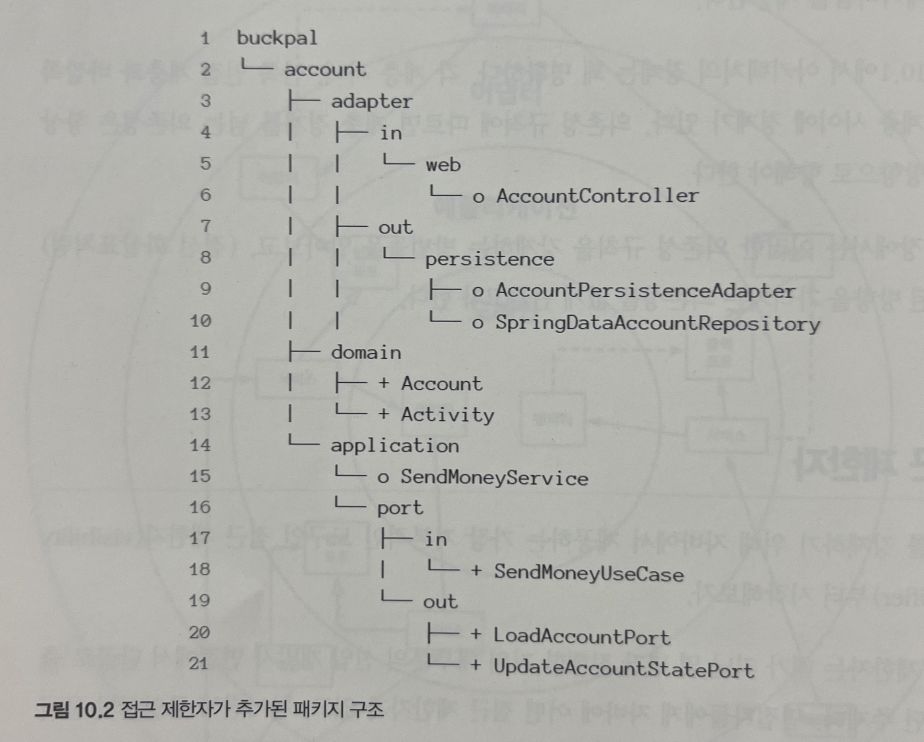 1 buckpal
2 └── account
3 ├── adapter
4 | ├── in
5 | | └── web
6 | | └── o AccountController
7 | ├── out
8 | | └── persistence
9 | | ├── o AccountPersistenceAdapter
10 | | └── o SpringDataAccountRepository
11 ├── domain
12 | ├── + Account
13 | └── + Activity
14 └── application
15 └── o SendMoneyService
16 └── port
17 ├── in
18 | └── + SendMoneyUseCase
19 └── out
20 ├── + LoadAccountPort
21 └── + UpdateAccountStatePort
그림 10.2 접근 제한자가 추가된 패키지 구조